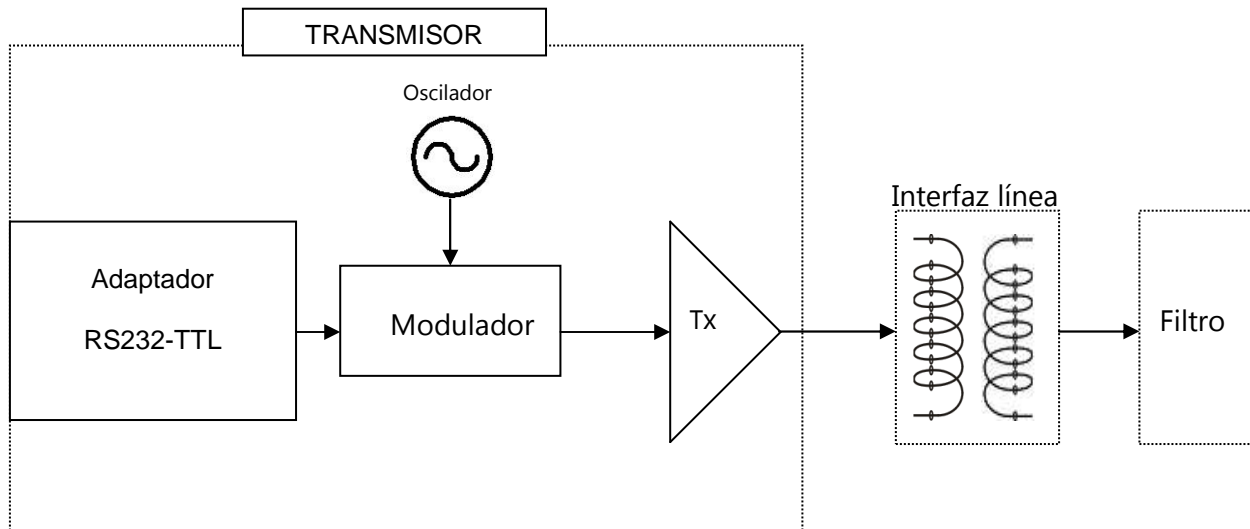 TRANSMISOR
Oscilador
Interfaz línea
Adaptador
RS232-TTL
Modulador
Tx
Filtro